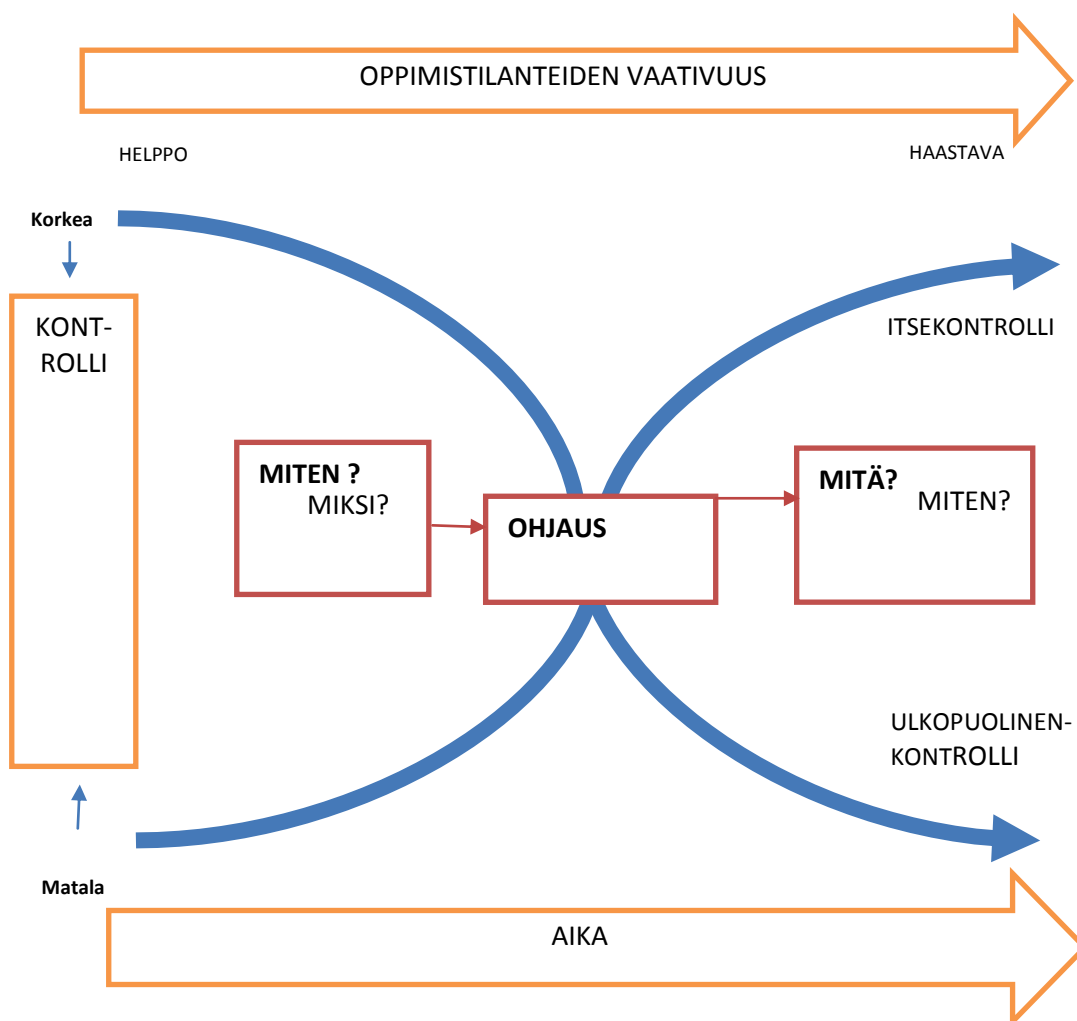 OPPIMISTILANTEIDEN VAATIVUUS
HELPPO
HAASTAVA
Korkea
KONT-
ROLLI
ITSEKONTROLLI
MITEN ?
MIKSI?
OHJAUS
MITÄ?
MITEN?
ULKOPUOLINEN-
KONTROLLI
Matala
AIKA